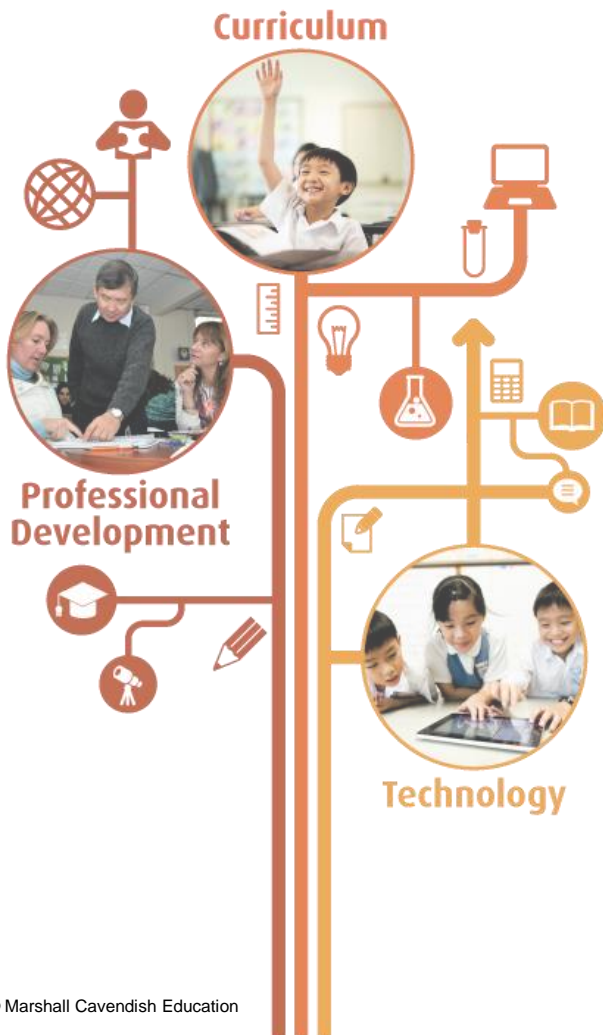 Curriculum
Professional
Development
Technology
Marshall Cavendish Education